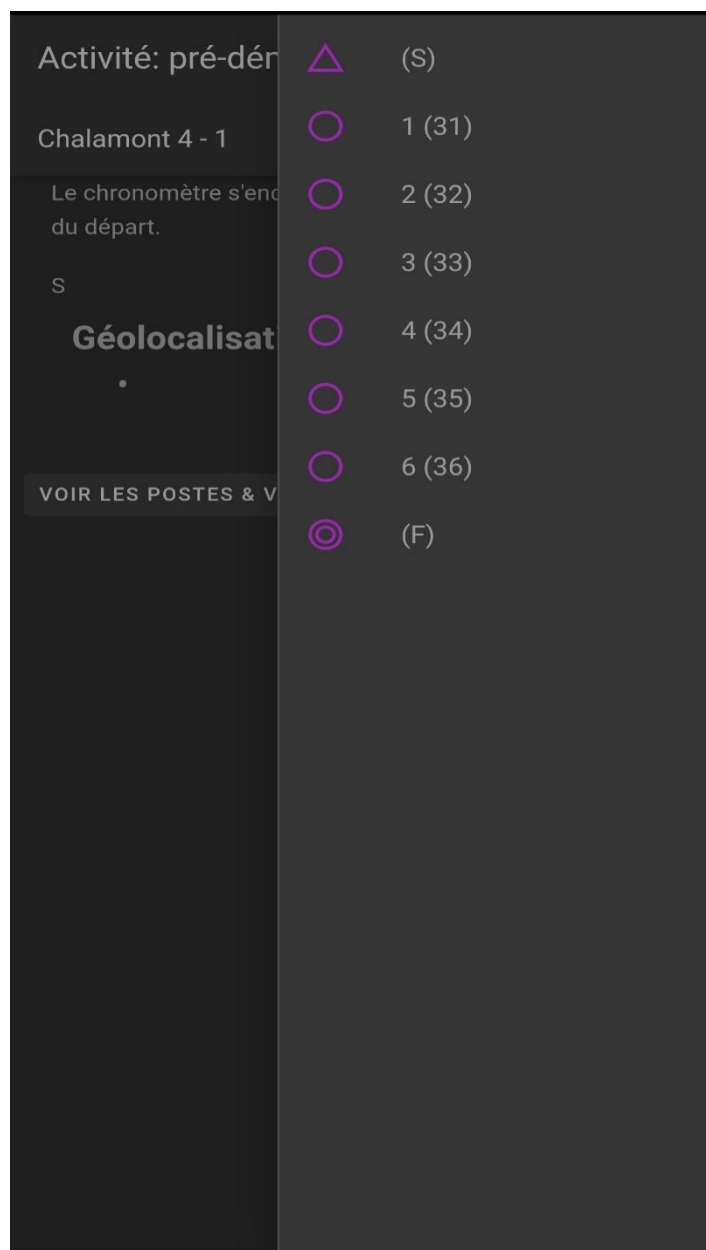 Activité: pré-dér
Chalamont 4 - 1
Le chronomètre s'enc
du départ.
S
Géolocalisat
VOIR LES POSTES & V
(S)
1 (31)
2 (32)
3 (33)
4 (34)
5 (35)
6 (36)
(F)